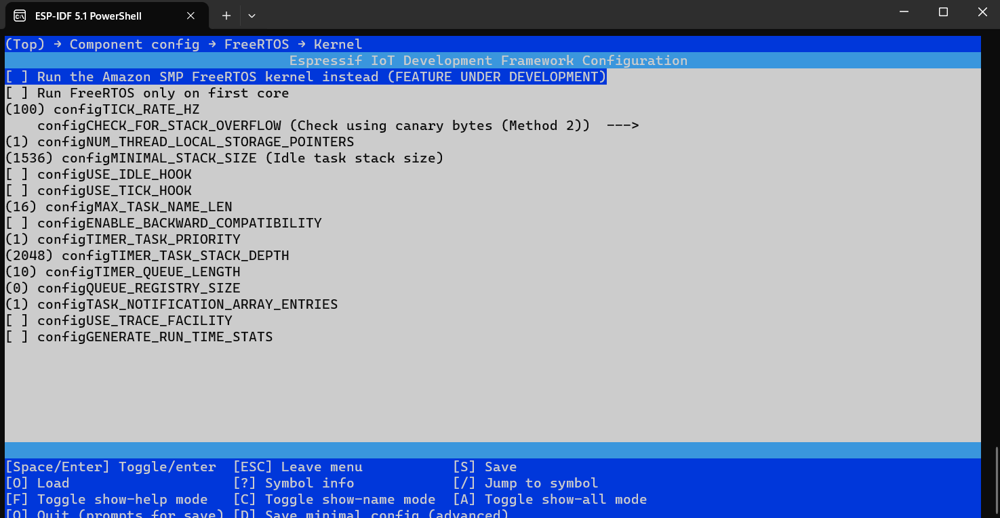 ESP-IDF 5.1 PowerShell
(Top) → Component config → FreeRTOS → Kernel
Espressif IoT Development Framework Configuration
[ ] Run the Amazon SMP FreeRTOS kernel instead (FEATURE UNDER DEVELOPMENT)
[ ] Run FreeRTOS only on first core
(100) configTICK_RATE_HZ
configCHECK_FOR_STACK_OVERFLOW (Check using canary bytes (Method 2))  --->
(1) configNUM_THREAD_LOCAL_STORAGE_POINTERS
(1536) configMINIMAL_STACK_SIZE (Idle task stack size)
[ ] configUSE_IDLE_HOOK
[ ] configUSE_TICK_HOOK
(16) configMAX_TASK_NAME_LEN
[ ] configENABLE_BACKWARD_COMPATIBILITY
(1) configTIMER_TASK_PRIORITY
(2048) configTIMER_TASK_STACK_DEPTH
(10) configTIMER_QUEUE_LENGTH
(0) configQUEUE_REGISTRY_SIZE
(1) configTASK_NOTIFICATION_ARRAY_ENTRIES
[ ] configUSE_TRACE_FACILITY
[ ] configGENERATE_RUN_TIME_STATS
[Space/Enter] Toggle/enter  [ESC] Leave menu           [S] Save
[O] Load                    [?] Symbol info            [/] Jump to symbol
[F] Toggle show-help mode   [C] Toggle show-name mode  [A] Toggle show-all mode
[Q] Quit (prompts for save) [D] Save minimal config (advanced)